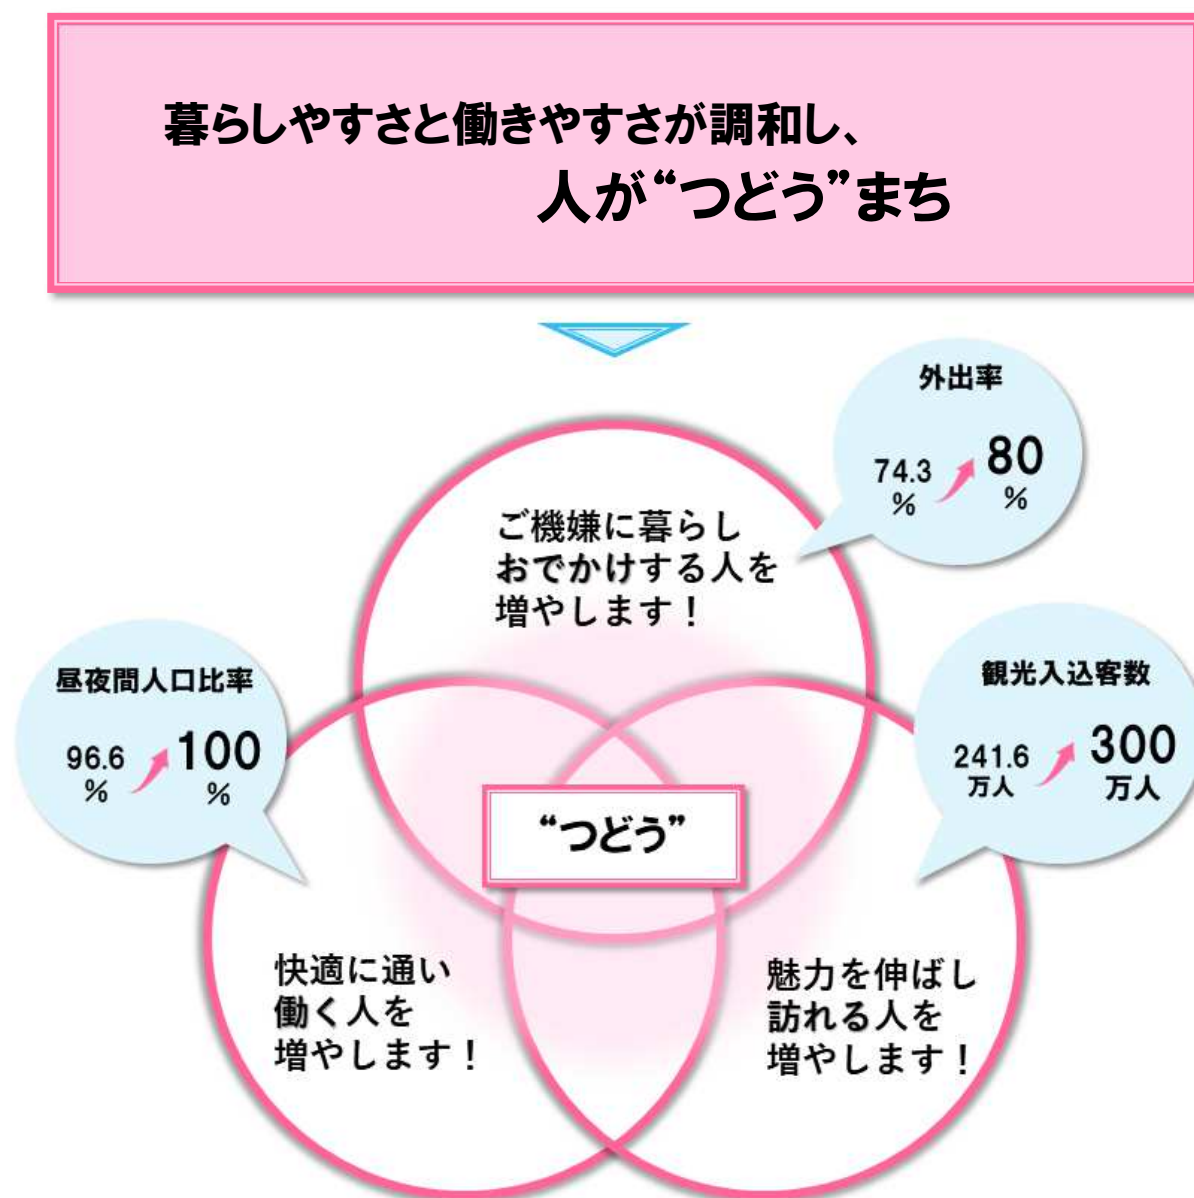 暮らしやすさと働きやすさが調和し、
人が“つどう”まち
外出率
74.3
%
80
%
ご機嫌に暮らし
おでかけする人を
増やします！
昼夜間人口比率
96.6
%
100
%
観光入込客数
241.6
万人
300
万人
“つどう”
快適に通い
働く人を
増やします！
魅力を伸ばし
訪れる人を
増やします！